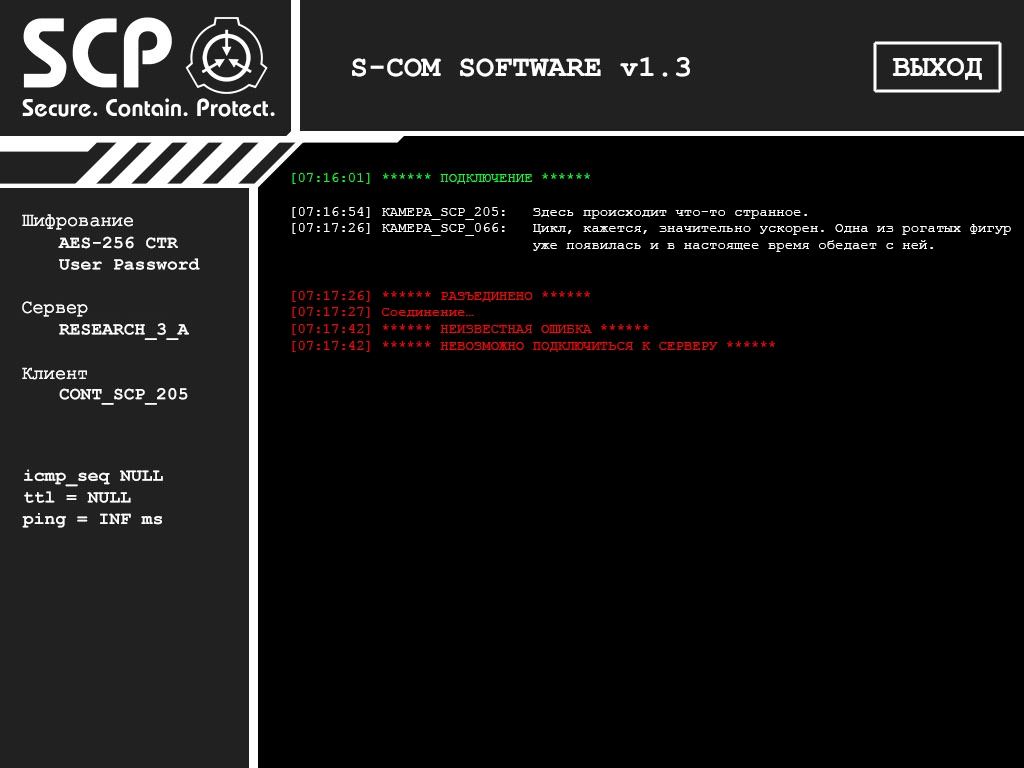 SCP
Secure. Contain. Protect.
S-COM SOFTWARE v1.3
ВЫХОД
Шифрование
AES-256 CTR
User Password
Сервер
RESEARCH_3_A
Клиент
CONT_SCP_205
icmp_seq NULL
ttl = NULL
ping = INF ms
[07:16:01] ****** ПОДКЛЮЧЕНИЕ ******
[07:16:54] КАМЕРА_SCP_205: Здесь происходит что-то странное.
[07:17:26] КАМЕРА_SCP_066: Цикл, кажется, значительно ускорен. Одна из рогатых фигур
уже появилась и в настоящее время обедает с ней.
[07:17:26] ****** РАЗЪЕДИНЕНО ******
[07:17:27] Соединение…
[07:17:42] ****** НЕИЗВЕСТНАЯ ОШИБКА ******
[07:17:42] ****** НЕВОЗМОЖНО ПОДКЛЮЧИТЬСЯ К СЕРВЕРУ ******